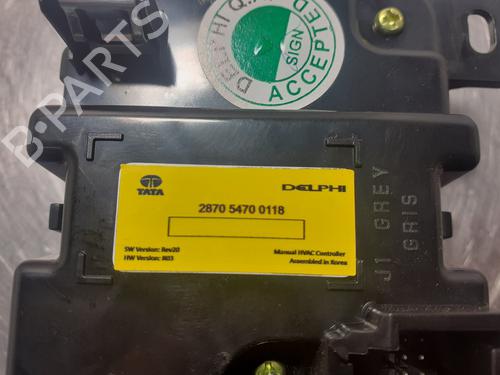 DELPHI Q.A
SIGN
ACCEPTED
B-PARTS
TATA
DELPHI
2870 5470 0118
SW Version: Rev20
HW Version: R03
Manual HVAC Controller
Assembled in Korea
J1 GREY
GRIS